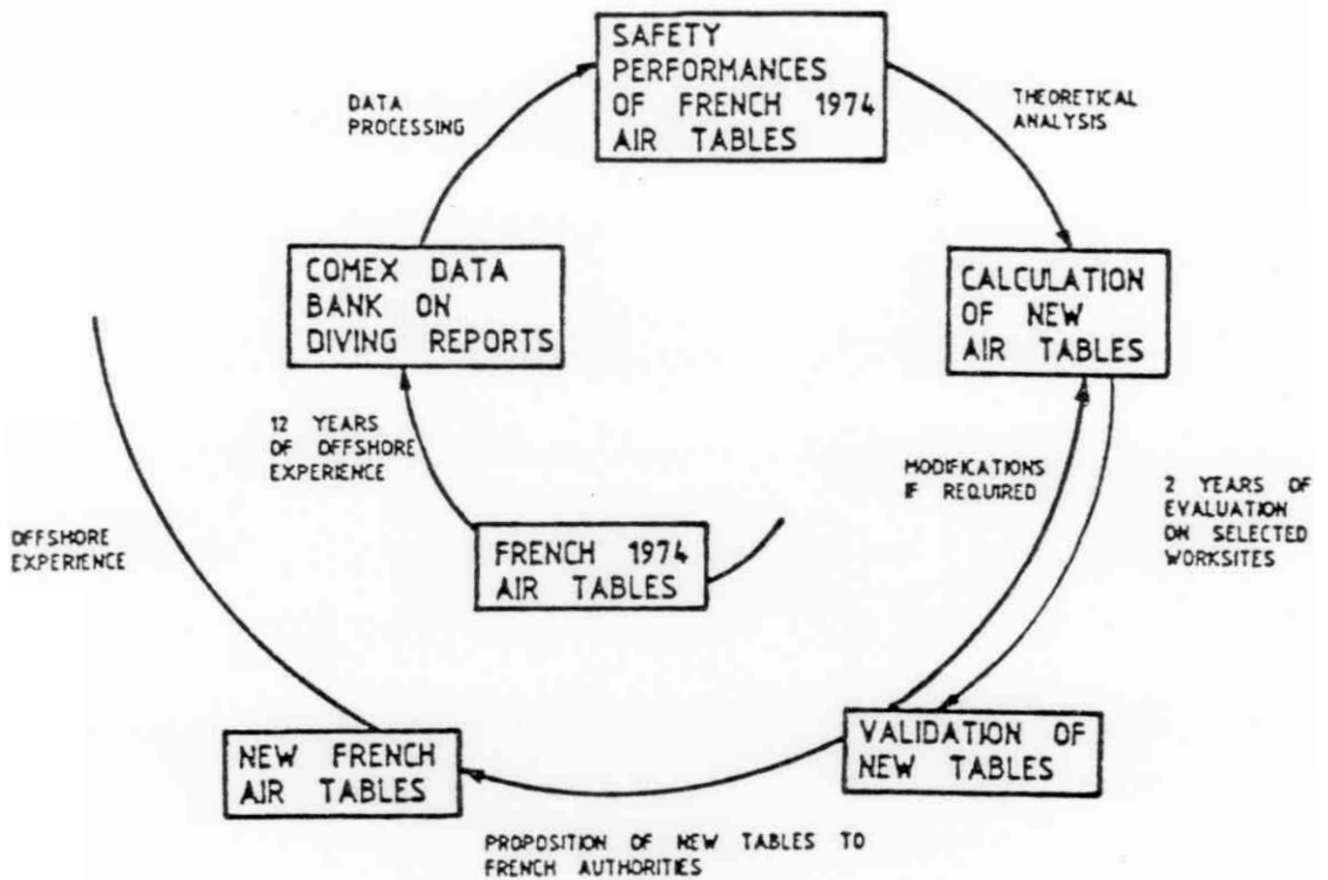 SAFETY
PERFORMANCES
OF FRENCH 1974
AIR TABLES
DATA
PROCESSING
THEORETICAL
ANALYSIS
COMEX DATA
BANK ON
DIVING REPORTS
CALCULATION
OF NEW
AIR TABLES
12 YEARS
OF OFFSHORE
EXPERIENCE
MODIFICATIONS
IF REQUIRED
2 YEARS OF
EVALUATION
ON SELECTED
WORKSITES
OFFSHORE
EXPERIENCE
FRENCH 1974
AIR TABLES
NEW FRENCH
AIR TABLES
VALIDATION OF
NEW TABLES
PROPOSITION OF NEW TABLES TO
FRENCH AUTHORITIES